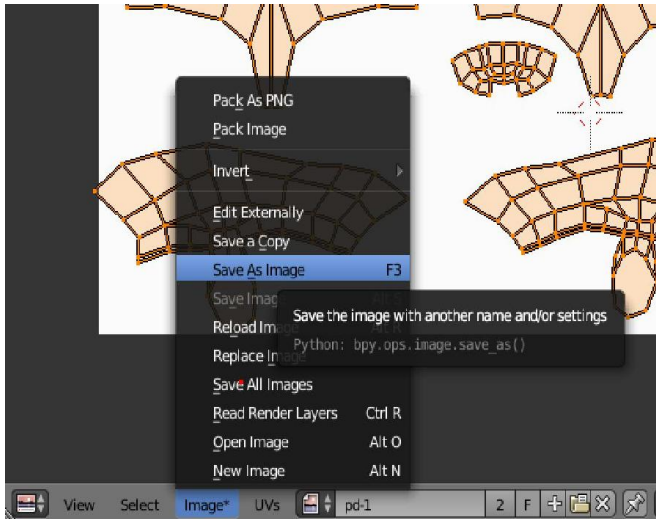 Pack As PNG
Pack Image
Invert
Edit Externally
Save a Copy
Save As Image F3
Save Image
Save the image with another name and/or settings
Reload Image Alt R
Python: bpy.ops.image.save_as()
Replace
Save All Images
Read Render Layers Ctrl R
Open Image Alt O
New Image Alt N
View Select Image* UVs pd-1 2 F